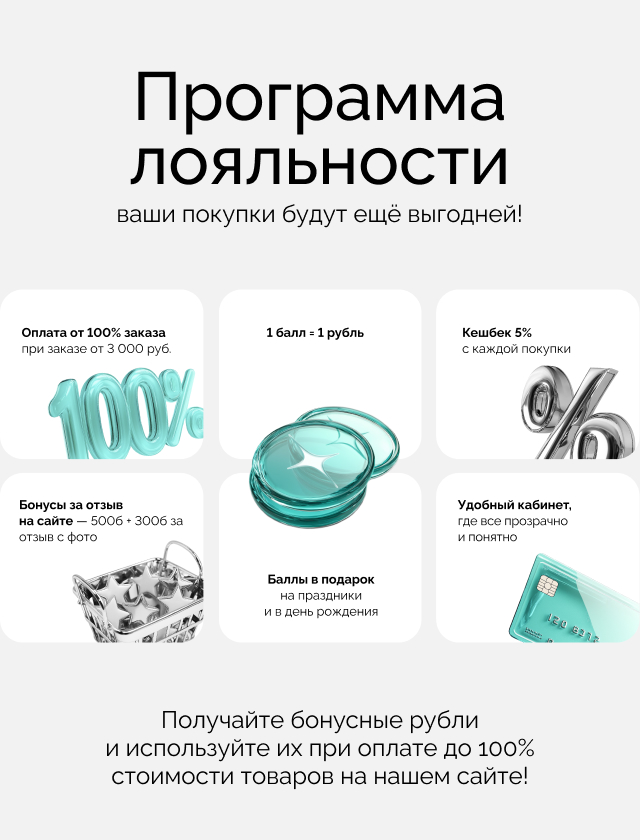 Программа
лояльности
ваши покупки будут ещё выгодней!
Оплата от 100% заказа
при заказе от 3 000 руб.
100%
1 балл = 1 рубль
Кешбек 5%
с каждой покупки
%
Бонусы за отзыв
на сайте — 500б + 300б за
отзыв с фото
Баллы в подарок
на праздники
и в день рождения
Удобный кабинет,
где все прозрачно
и понятно
Получайте бонусные рубли
и используйте их при оплате до 100%
стоимости товаров на нашем сайте!